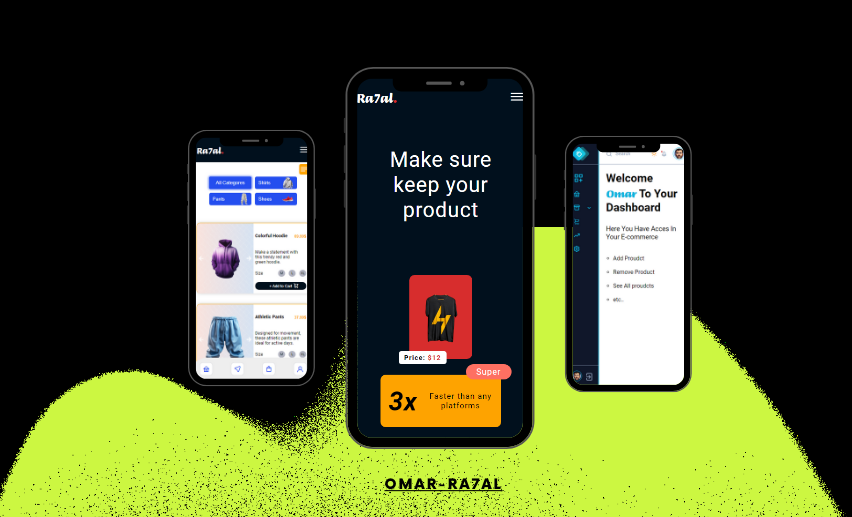 Ra7al.
All Categories
Shirts
Pants
Shoes
Colorful Hoodie
Make a statement with
this trendy red and
green hoodie.
Size
+ Add to Cart
Athletic Pants
Designed for movement,
these athletic pants are
ideal for active days.
Size
Ra7al.
Make sure
keep your
product
Price: $12
Super
3x
Faster than any
platforms
Welcome
Omar To Your
Dashboard
Here You Have Acces In
Your E-commerce
Add Proudct
Remove Product
See All proudcts
etc..
OMAR-RA7AL